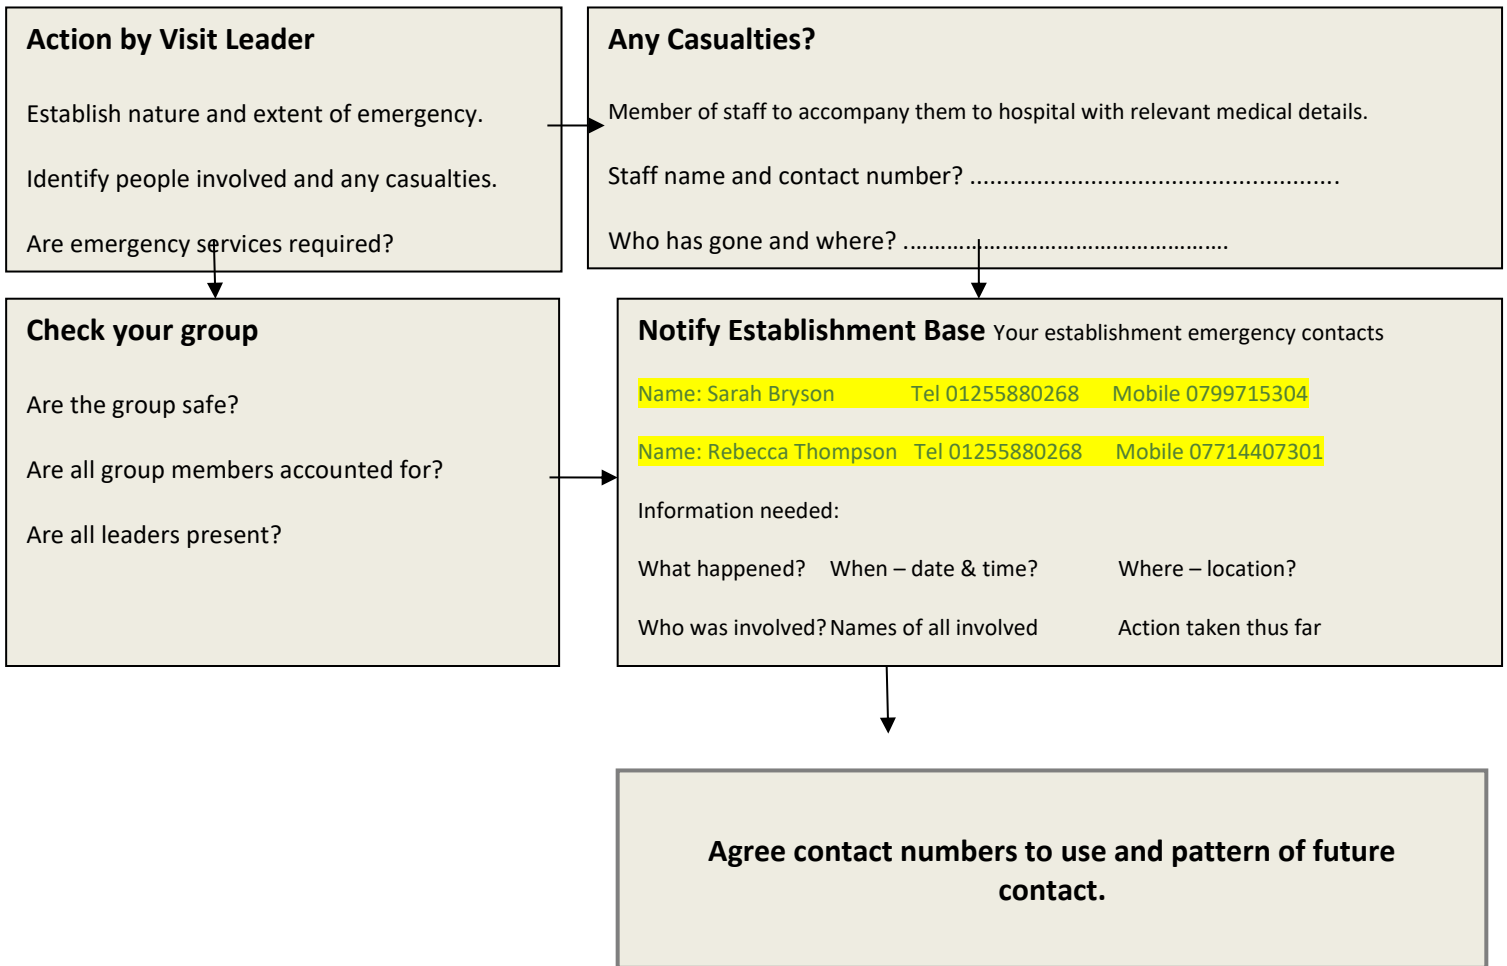 Action by Visit Leader
Establish nature and extent of emergency.
Identify people involved and any casualties.
Are emergency services required?
Any Casualties?
Member of staff to accompany them to hospital with relevant medical details.
Staff name and contact number? ........................................................
Who has gone and where? ...................................................
Check your group
Are the group safe?
Are all group members accounted for?
Are all leaders present?
Notify Establishment Base Your establishment emergency contacts
Name: Sarah Bryson Tel 01255880268 Mobile 0799715304
Name: Rebecca Thompson Tel 01255880268 Mobile 07714407301
Information needed:
What happened? When – date & time? Where – location?
Who was involved? Names of all involved Action taken thus far
Agree contact numbers to use and pattern of future
contact.